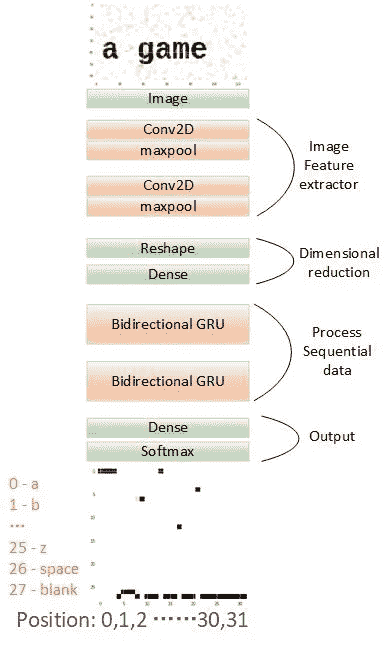 a game
Image
Conv2D
maxpool
Conv2D
maxpool
Image
Feature
extractor
Reshape
Dense
Dimensional
reduction
Bidirectional GRU
Bidirectional GRU
Process
Sequential
data
Dense
Softmax
Output
0 - a
1 - b
...
25 - z
26 - space
27 - blank
Position: 0,1,2 ······30,31